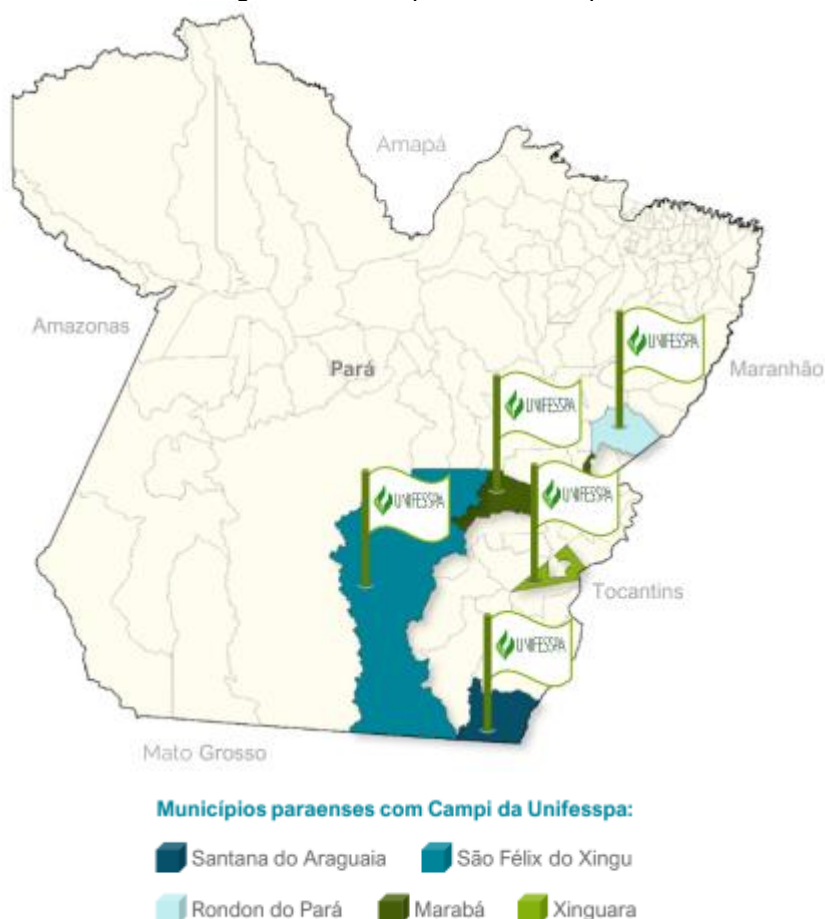 Amapá
Amazonas
Pará
Maranhão
UNIFESSPA
UNIFESSPA
UNIFESSPA
UNIFESSPA
UNIFESSPA
Tocantins
Mato Grosso
Municípios paraenses com Campi da Unifesspa:
Santana do Araguaia
São Félix do Xingu
Rondon do Pará
Marabá
Xinguara